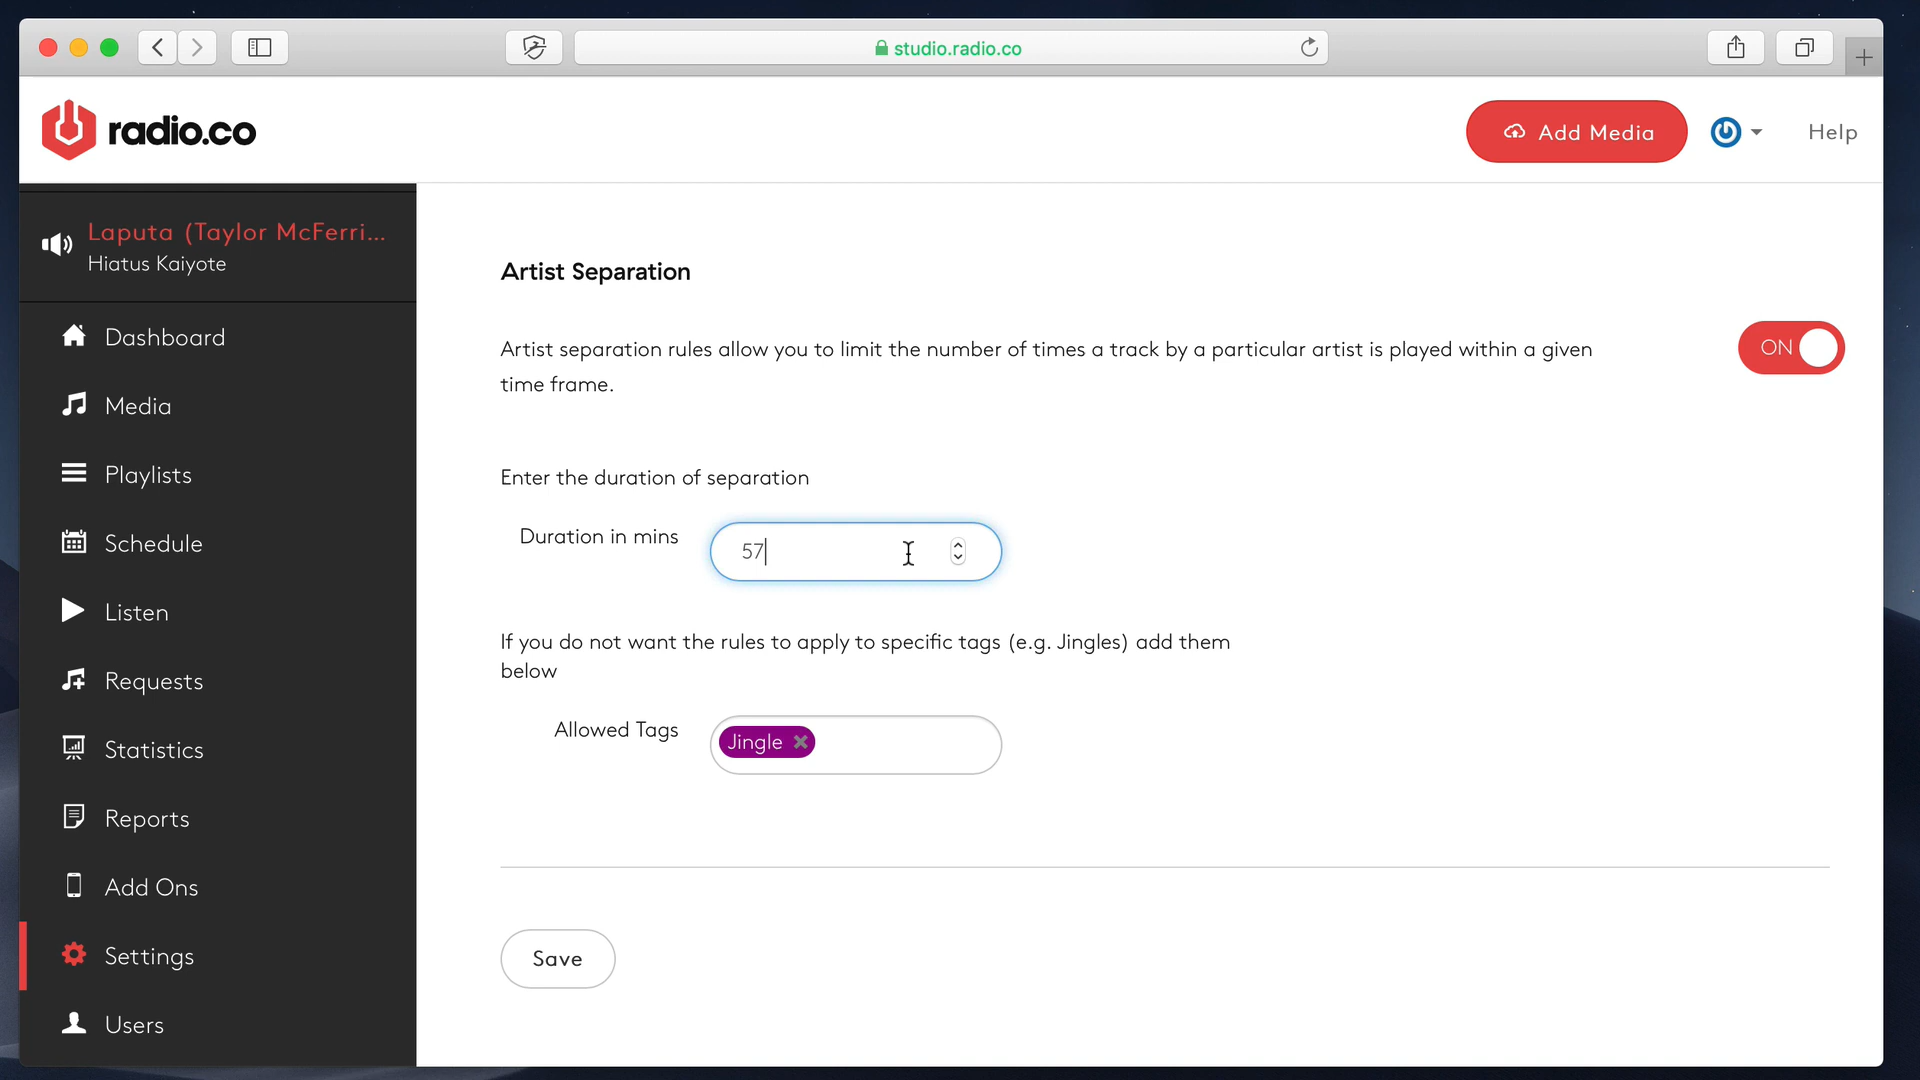 studio.radio.co
radio.co
Add Media
Help
Laputa (Taylor McFerri...
Hiatus Kaiyote
Dashboard
Media
Playlists
Schedule
Listen
Requests
Statistics
Reports
Add Ons
Settings
Users
Artist Separation
Artist separation rules allow you to limit the number of times a track by a particular artist is played within a given
time frame.
ON
Enter the duration of separation
Duration in mins
57
If you do not want the rules to apply to specific tags (e.g. Jingles) add them
below
Allowed Tags
Jingle
Save